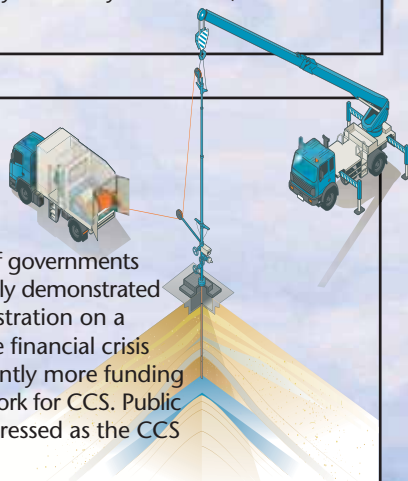 f governments
ly demonstrated
stration on a
e financial crisis
ntly more funding
ork for CCS. Public
ressed as the CCS